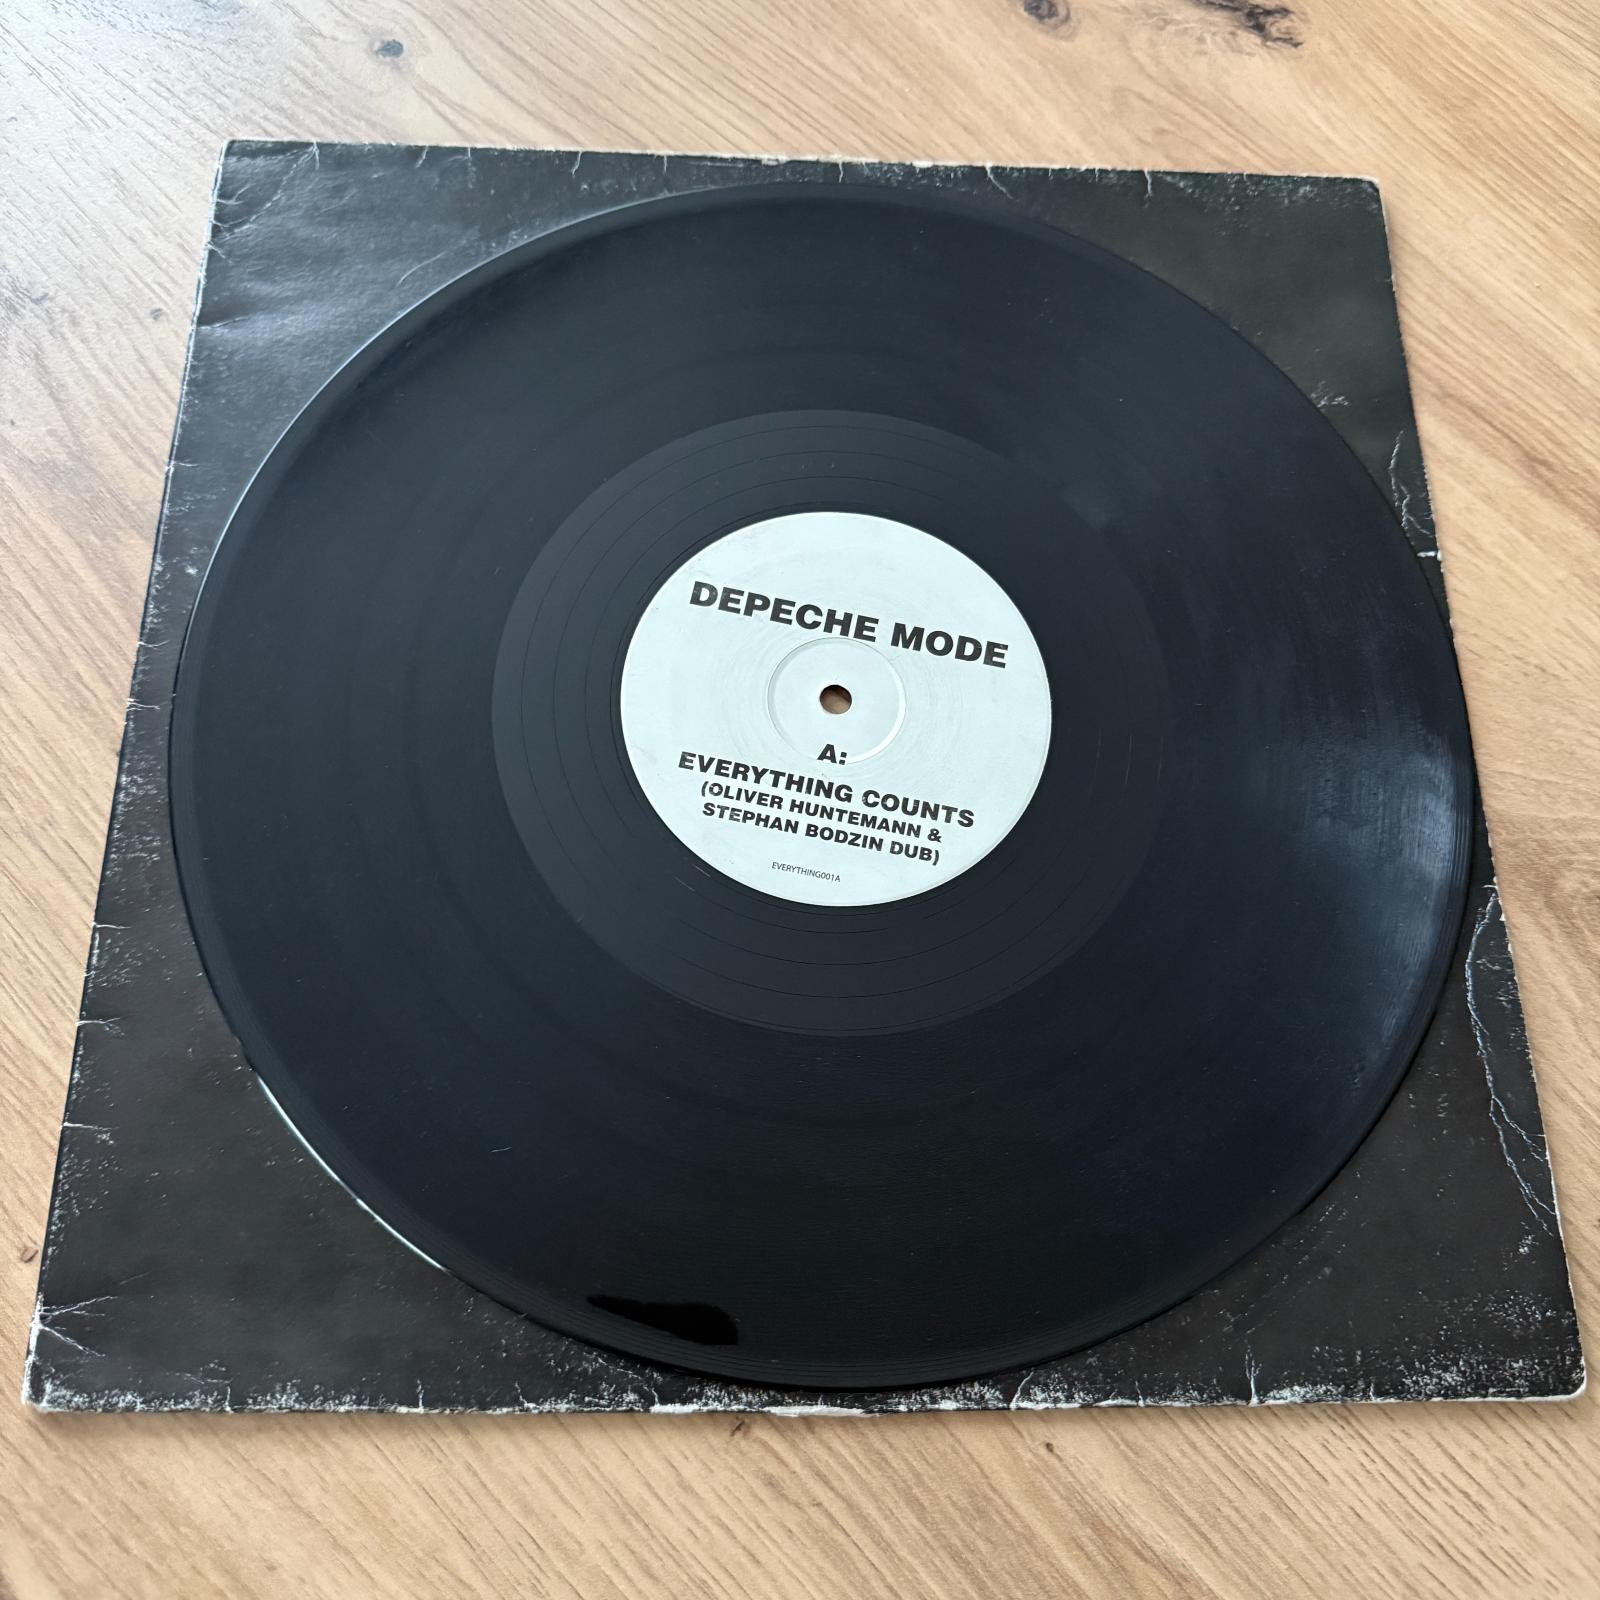 DEPECHE MODE
A:
EVERYTHING COUNTS
(OLIVER HUNTEMANN &
STEPHAN BODZIN DUB)
EVERYTHING001A